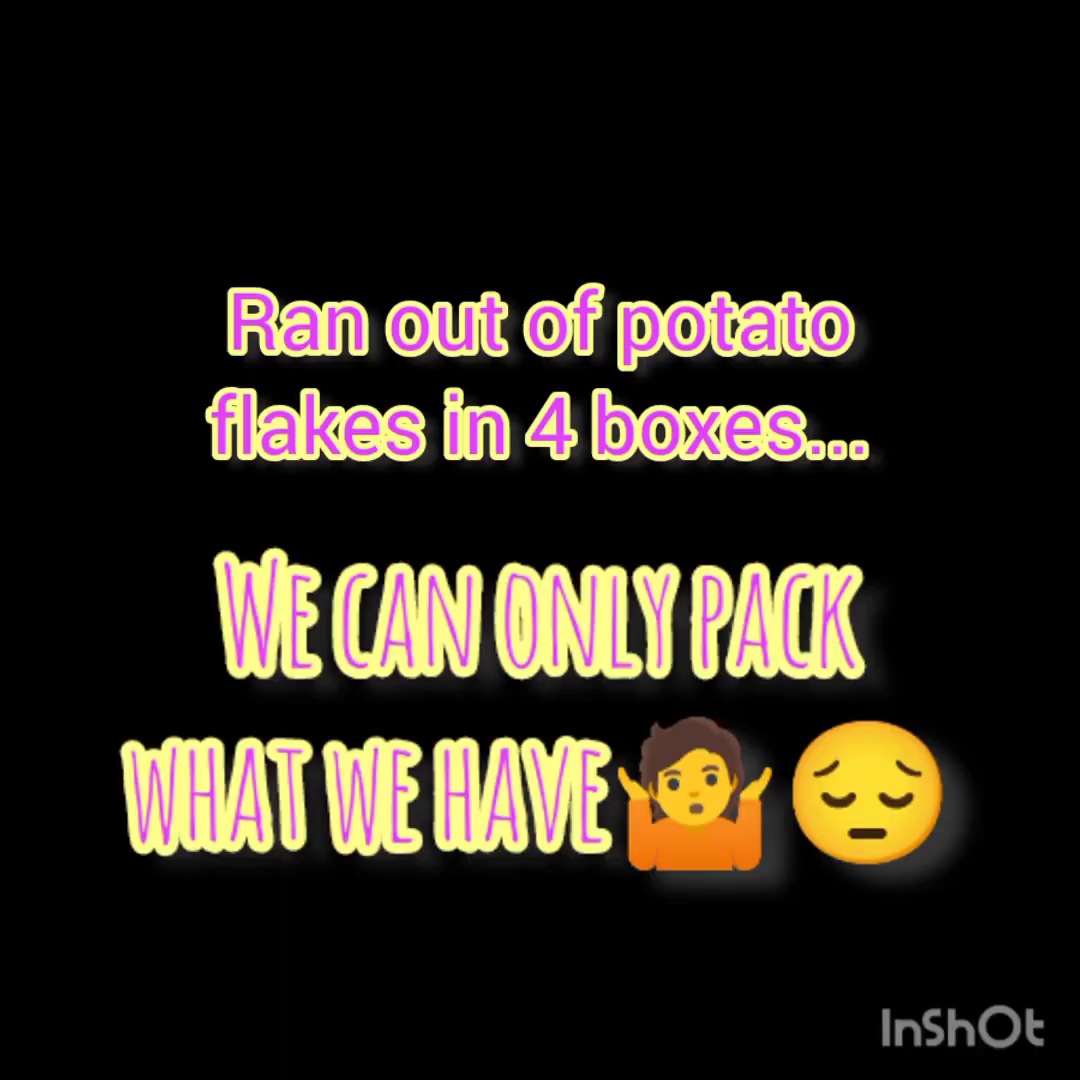 Ran out of potato
flakes in 4 boxes...
WE CAN ONLY PACK
WHAT WE HAVE🤷😔
InShOt